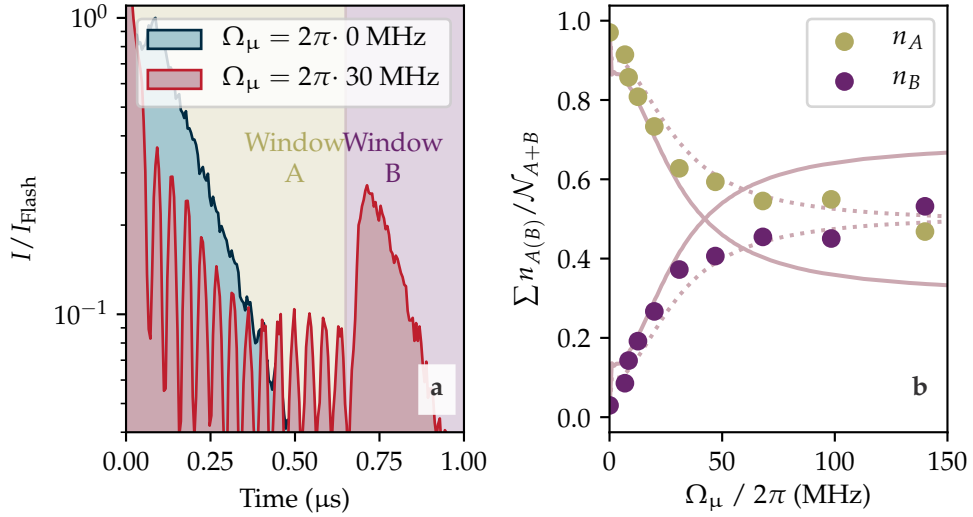 Ω_μ = 2π· 0 MHz
Ω_μ = 2π· 30 MHz
Window A
Window B
I / I_Flash
10⁰
10⁻¹
a
0.00 0.25 0.50 0.75 1.00
Time (μs)
n_A
n_B
∑ n_A(B) / 𝒩_A+B
1.0
0.8
0.6
0.4
0.2
0.0
b
0 50 100 150
Ω_μ / 2π (MHz)